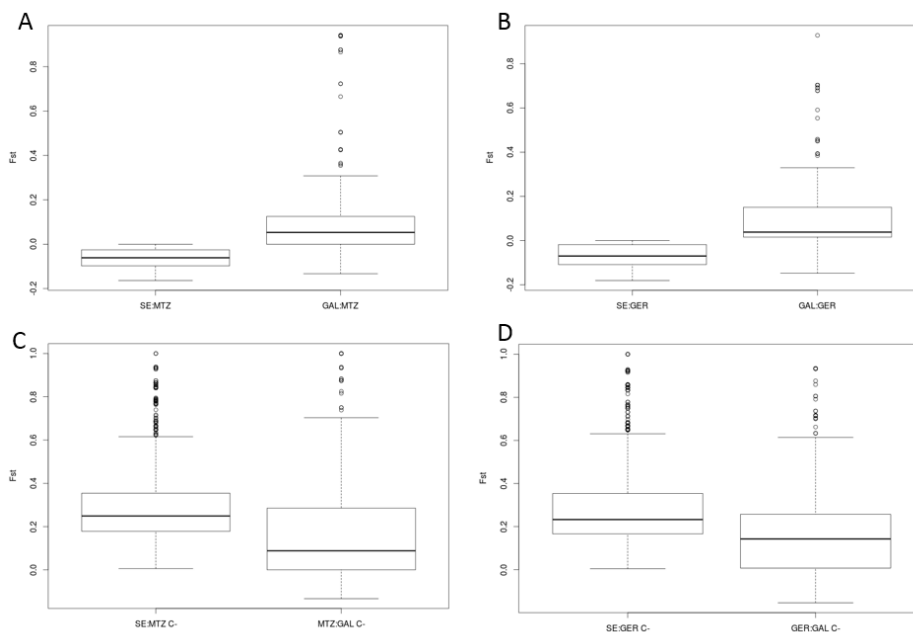 A
Fst
0.8
0.6
0.4
0.2
0.0
-0.2
SE:MTZ GAL:MTZ
B
Fst
0.8
0.6
0.4
0.2
0.0
-0.2
SE:GER GAL:GER
C
Fst
1.0
0.8
0.6
0.4
0.2
0.0
SE:MTZ C- MTZ:GAL C-
D
Fst
1.0
0.8
0.6
0.4
0.2
0.0
SE:GER C- GER:GAL C-